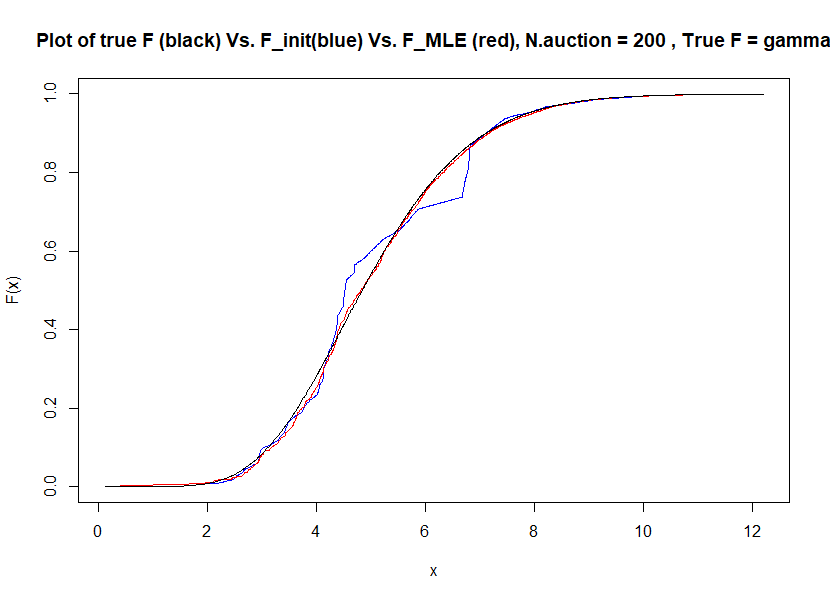 Plot of true F (black) Vs. F_init(blue) Vs. F_MLE (red), N.auction = 200 , True F = gamma
1.0
0.8
0.6
0.4
0.2
0.0
F(x)
0 2 4 6 8 10 12
x